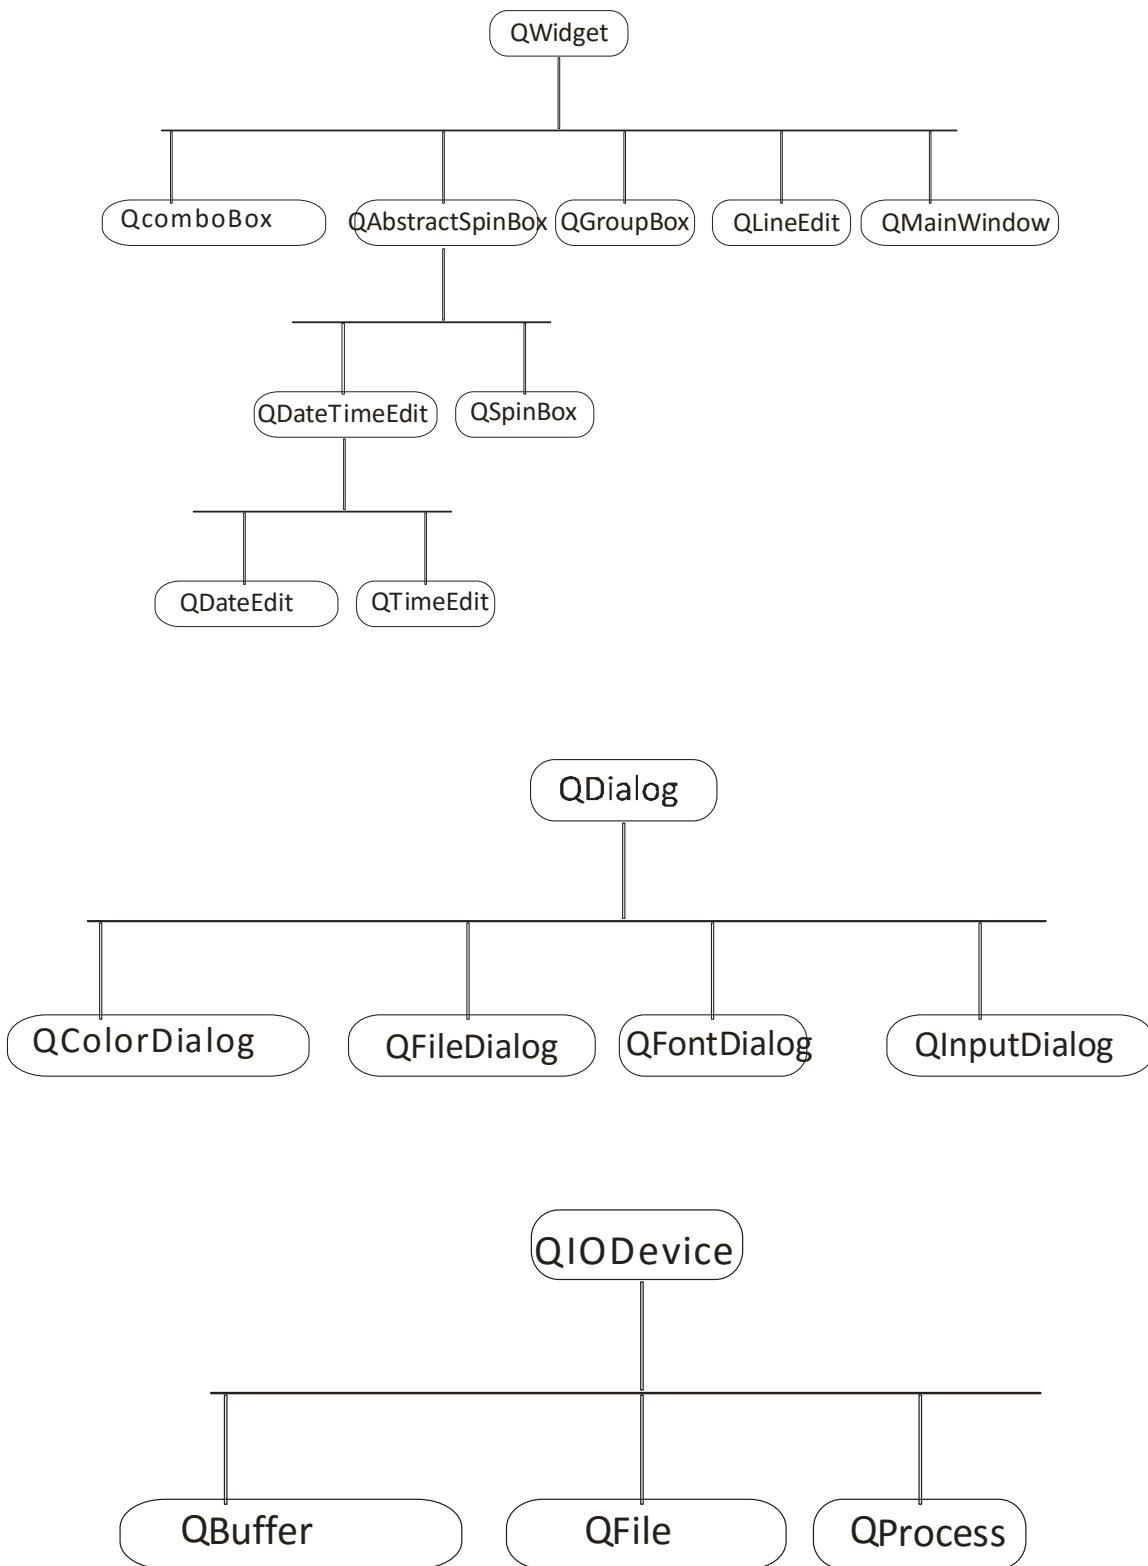 QWidget
QcomboBox
QAbstractSpinBox
QGroupBox
QLineEdit
QMainWindow
QDateTimeEdit
QSpinBox
QDateEdit
QTimeEdit
QDialog
QColorDialog
QFileDialog
QFontDialog
QInputDialog
QIODevice
QBuffer
QFile
QProcess